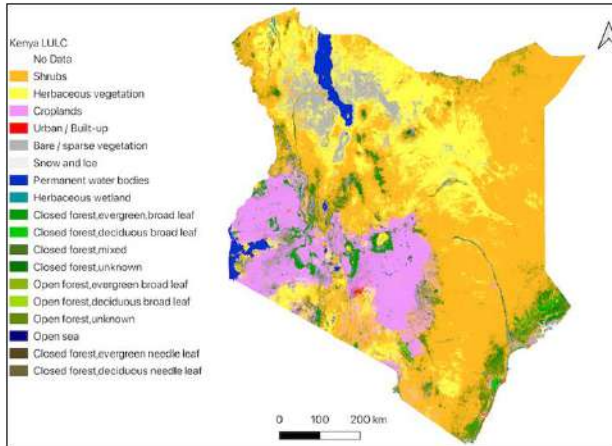 Kenya LULC
No Data
Shrubs
Herbaceous vegetation
Croplands
Urban / Built-up
Bare / sparse vegetation
Snow and Ice
Permanent water bodies
Herbaceous wetland
Closed forest,evergreen,broad leaf
Closed forest,deciduous broad leaf
Closed forest,mixed
Closed forest,unknown
Open forest,evergreen broad leaf
Open forest,deciduous broad leaf
Open forest,unknown
Open sea
Closed forest,evergreen needle leaf
Closed forest,deciduous needle leaf
0 100 200 km